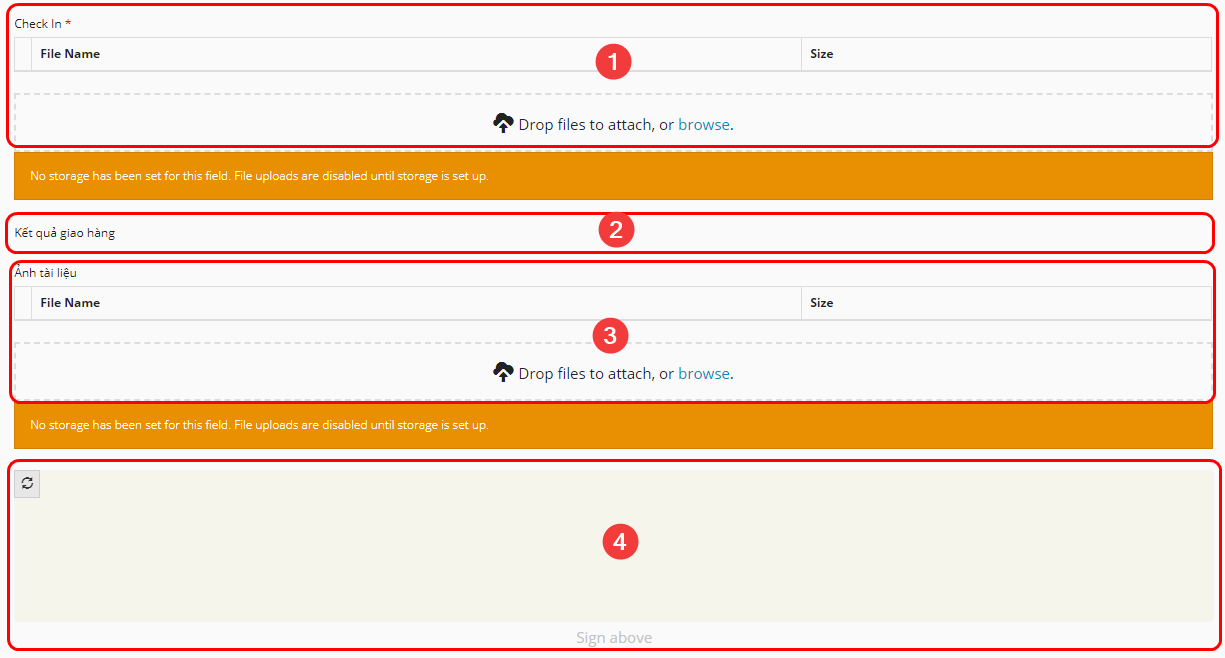 Check In *
File Name Size
1
Drop files to attach, or browse.
No storage has been set for this field. File uploads are disabled until storage is set up.
2
Kết quả giao hàng
Ảnh tài liệu
File Name Size
3
Drop files to attach, or browse.
No storage has been set for this field. File uploads are disabled until storage is set up.
4
Sign above